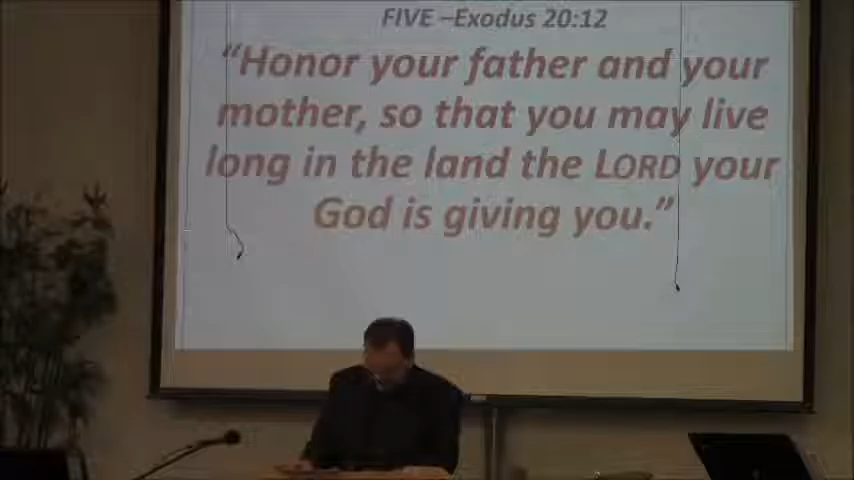 FIVE –Exodus 20:12
“Honor your father and your
mother, so that you may live
long in the land the LORD your
God is giving you.”